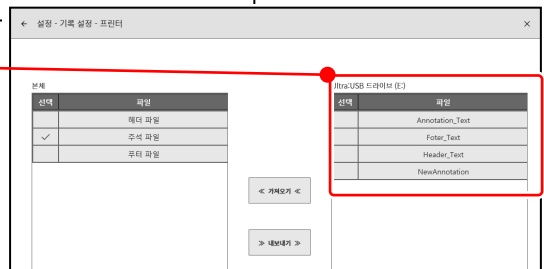 ← 설정 - 기록 설정 - 프린터 ×
본체
선택 파일
헤더 파일
✓ 주석 파일
푸터 파일
≪ 가져오기 ≪
≫ 내보내기 ≫
Jltra:USB 드라이브 (E:)
선택 파일
Annotation_Text
Foter_Text
Header_Text
NewAnnotation